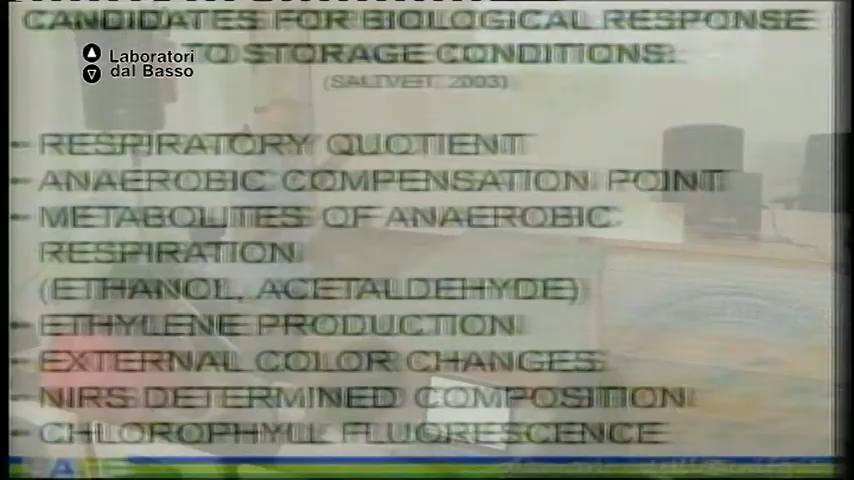 CANDIDATES FOR BIOLOGICAL RESPONSE
TO STORAGE CONDITIONS:
(SALTVEIT, 2003)
Laboratori
dal Basso
- RESPIRATORY QUOTIENT
- ANAEROBIC COMPENSATION POINT
- METABOLITES OF ANAEROBIC
RESPIRATION
(ETHANOL, ACETALDEHYDE)
- ETHYLENE PRODUCTION
- EXTERNAL COLOR CHANGES
- NIRS DETERMINED COMPOSITION
- CHLOROPHYLL FLUORESCENCE